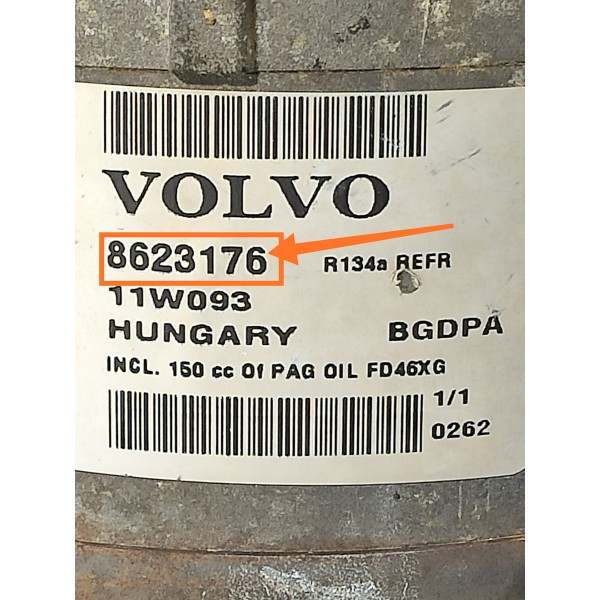 VOLVO
8623176 R134a REFR
11W093
HUNGARY BGDPA
INCL. 150 cc Of PAG OIL FD46XG
1/1
0262